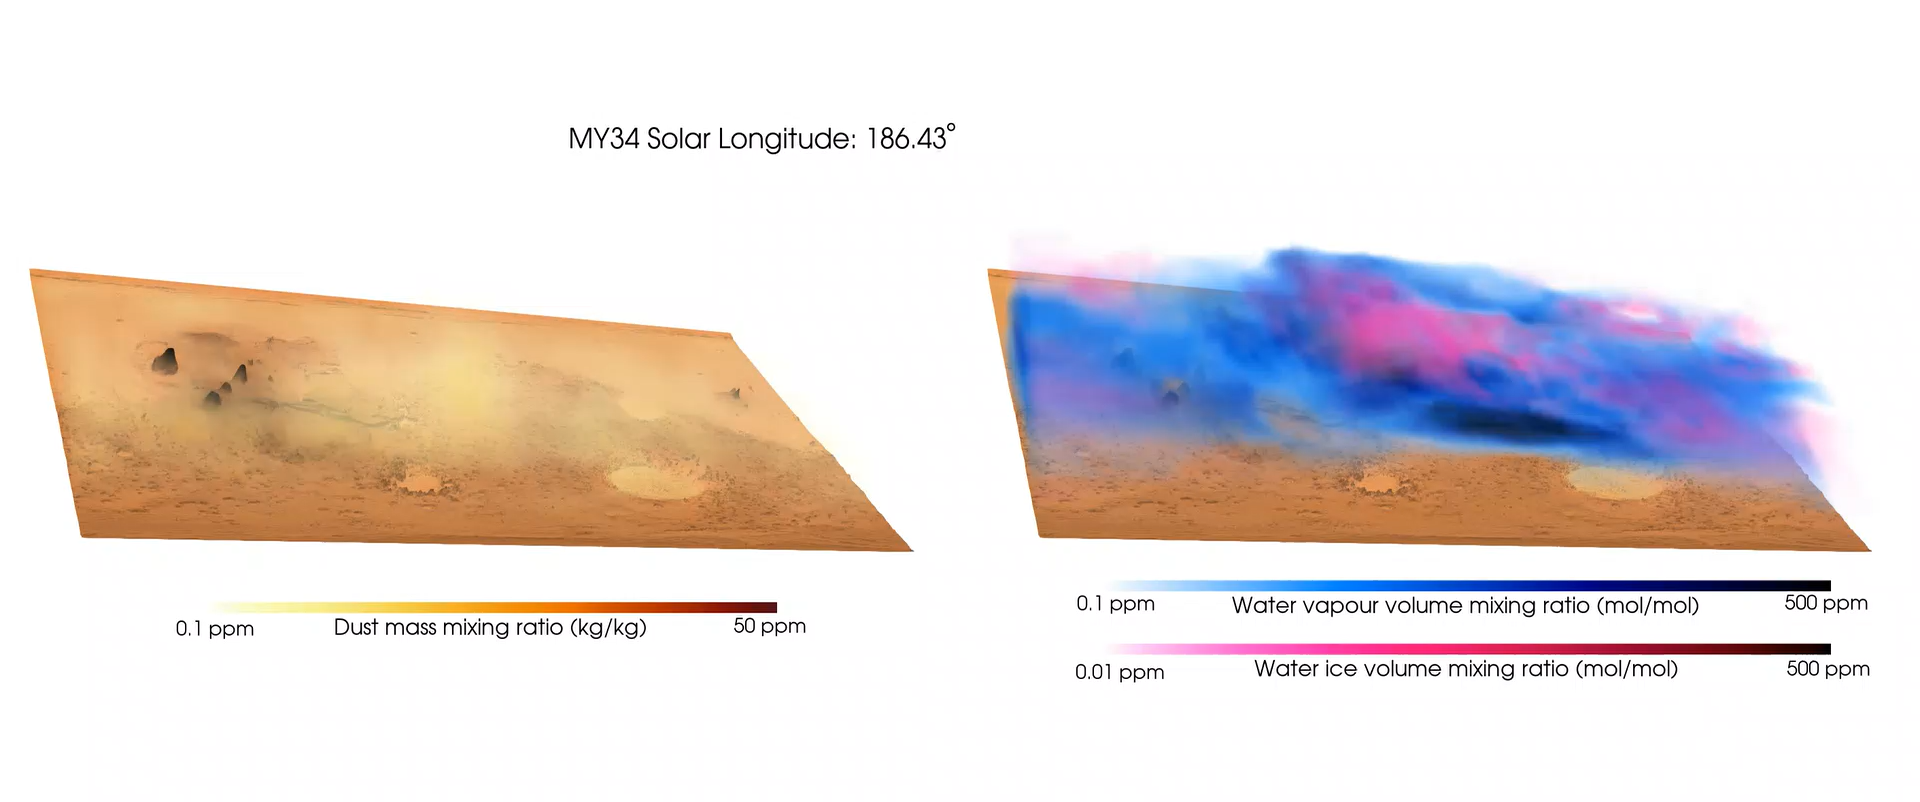 MY34 Solar Longitude: 186.43°
0.1 ppm
Dust mass mixing ratio (kg/kg)
50 ppm
0.1 ppm
Water vapour volume mixing ratio (mol/mol)
500 ppm
0.01 ppm
Water ice volume mixing ratio (mol/mol)
500 ppm